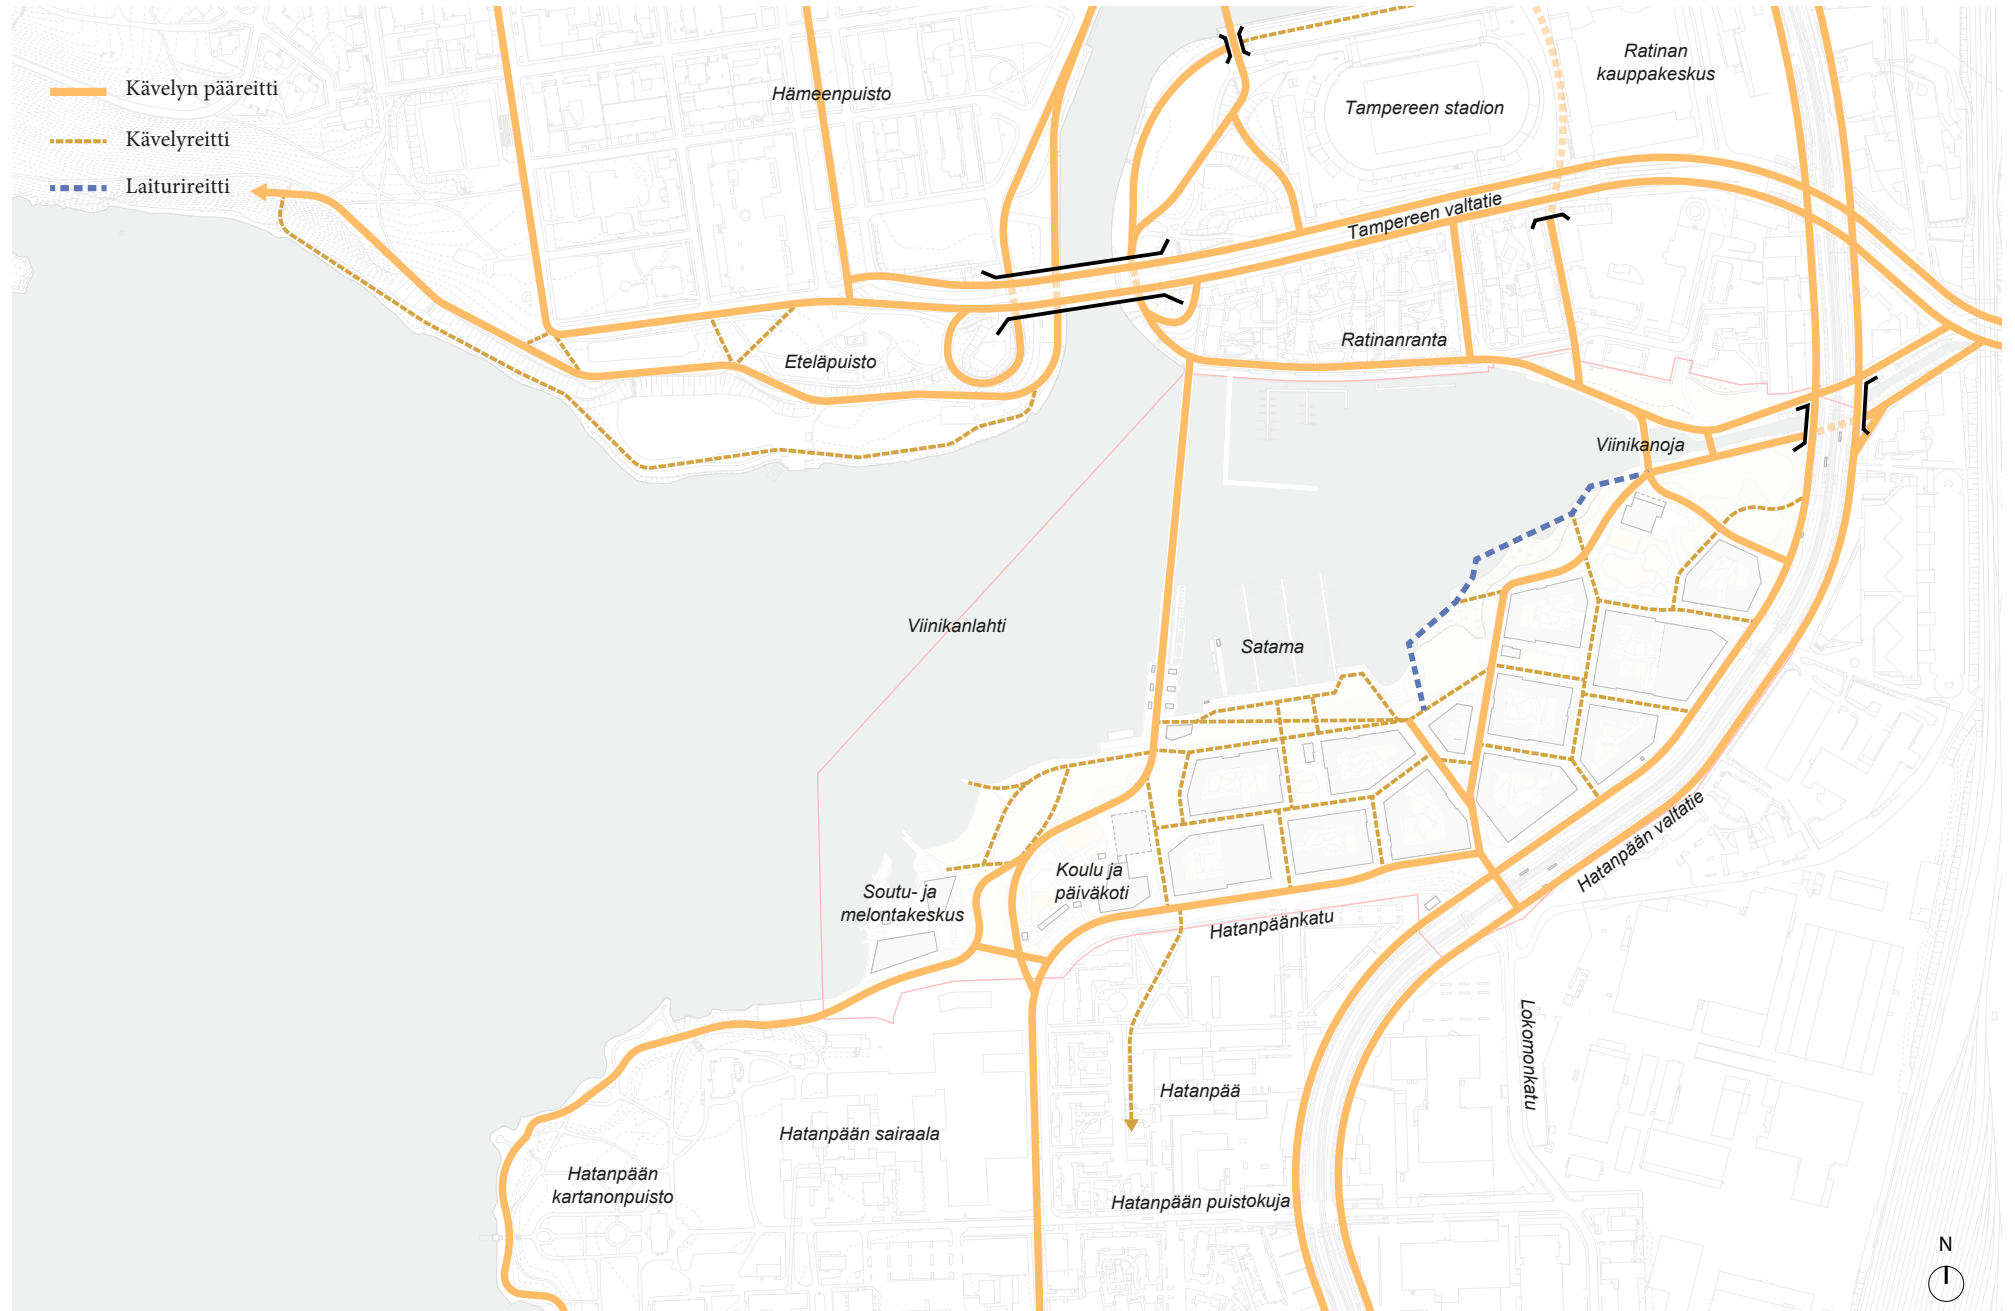 Kävelyn pääreitti
Kävelyreitti
Laiturireitti
Hämeenpuisto
Tampereen stadion
Ratinan
kauppakeskus
Tampereen valtatie
Ratinanranta
Eteläpuisto
Viinikanoja
Viinikanlahti
Satama
Koulu ja
päiväkoti
Soutu- ja
melontakeskus
Hatanpäänkatu
Hatanpään valtatie
Lokomonkatu
Hatanpää
Hatanpään sairaala
Hatanpään
kartanonpuisto
Hatanpään puistokuja
N